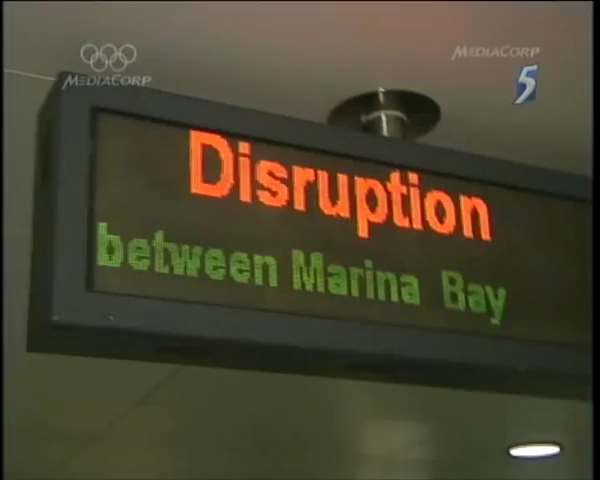 MEDIACORP
MEDIACORP
5
Disruption
between Marina Bay